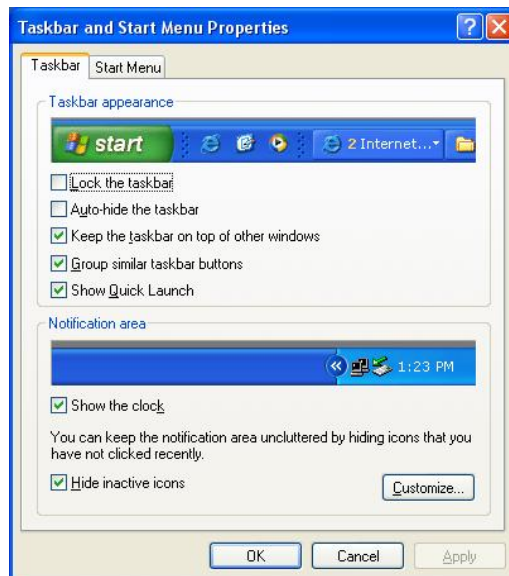 Taskbar and Start Menu Properties
Taskbar Start Menu
Taskbar appearance
start 2 Internet...
Lock the taskbar
Auto-hide the taskbar
Keep the taskbar on top of other windows
Group similar taskbar buttons
Show Quick Launch
Notification area
1:23 PM
Show the clock
You can keep the notification area uncluttered by hiding icons that you
have not clicked recently.
Hide inactive icons
Customize...
OK Cancel Apply